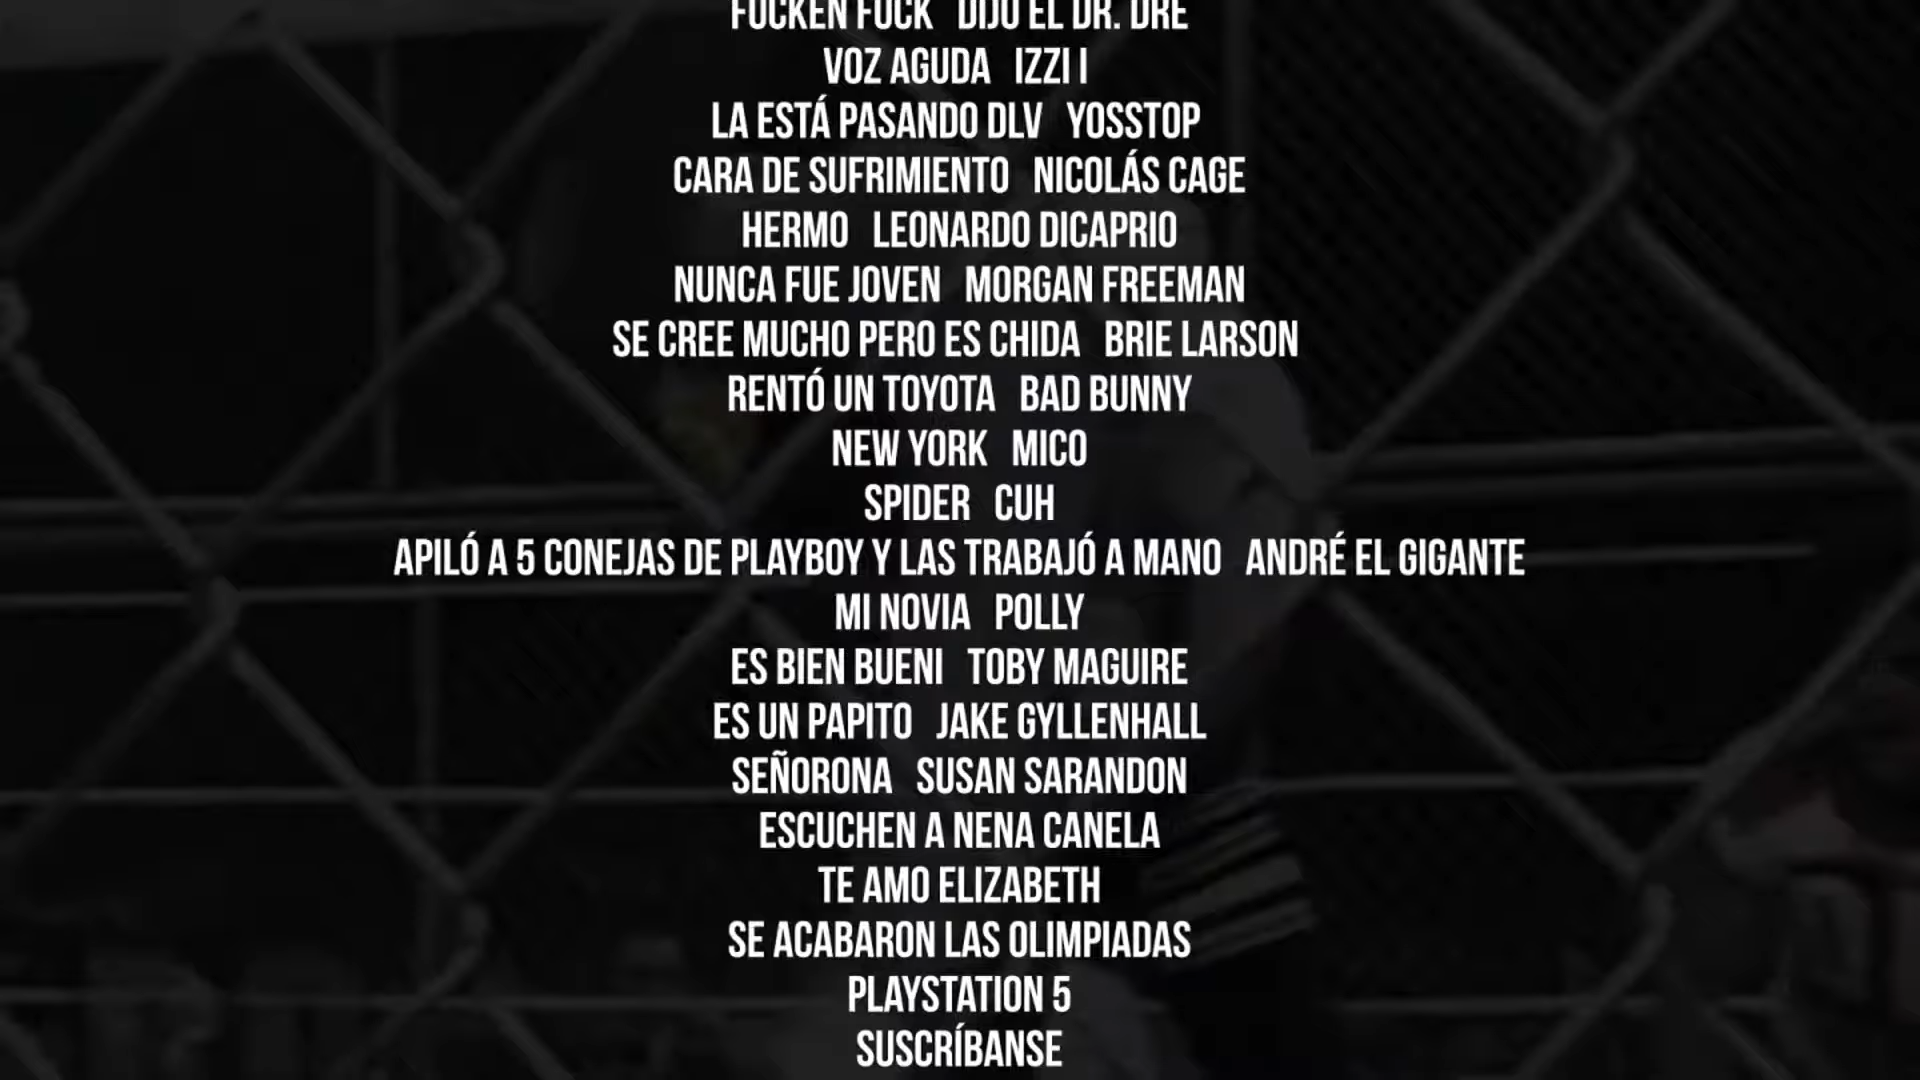 FUCKEN FUCK DIJO EL DR. DRE
VOZ AGUDA IZZI I
LA ESTÁ PASANDO DLV YOSSTOP
CARA DE SUFRIMIENTO NICOLÁS CAGE
HERMO LEONARDO DICAPRIO
NUNCA FUE JOVEN MORGAN FREEMAN
SE CREE MUCHO PERO ES CHIDA BRIE LARSON
RENTÓ UN TOYOTA BAD BUNNY
NEW YORK MICO
SPIDER CUH
APILÓ A 5 CONEJAS DE PLAYBOY Y LAS TRABAJÓ A MANO ANDRÉ EL GIGANTE
MI NOVIA POLLY
ES BIEN BUENI TOBY MAGUIRE
ES UN PAPITO JAKE GYLLENHALL
SEÑORONA SUSAN SARANDON
ESCUCHEN A NENA CANELA
TE AMO ELIZABETH
SE ACABARON LAS OLIMPIADAS
PLAYSTATION 5
SUSCRÍBANSE